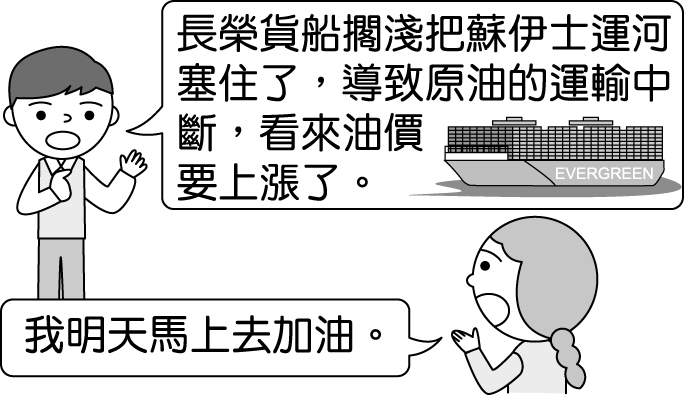 長榮貨船擱淺把蘇伊士運河
塞住了，導致原油的運輸中
斷，看來油價
要上漲了。
EVERGREEN
我明天馬上去加油。